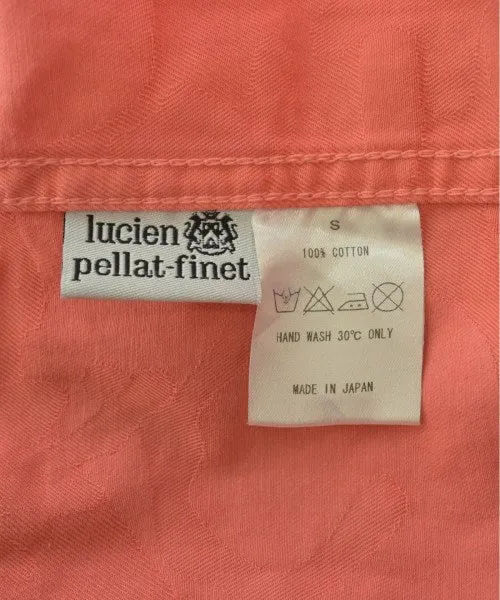 lucien
pellat-finet
S
100% COTTON
HAND WASH 30℃ ONLY
MADE IN JAPAN